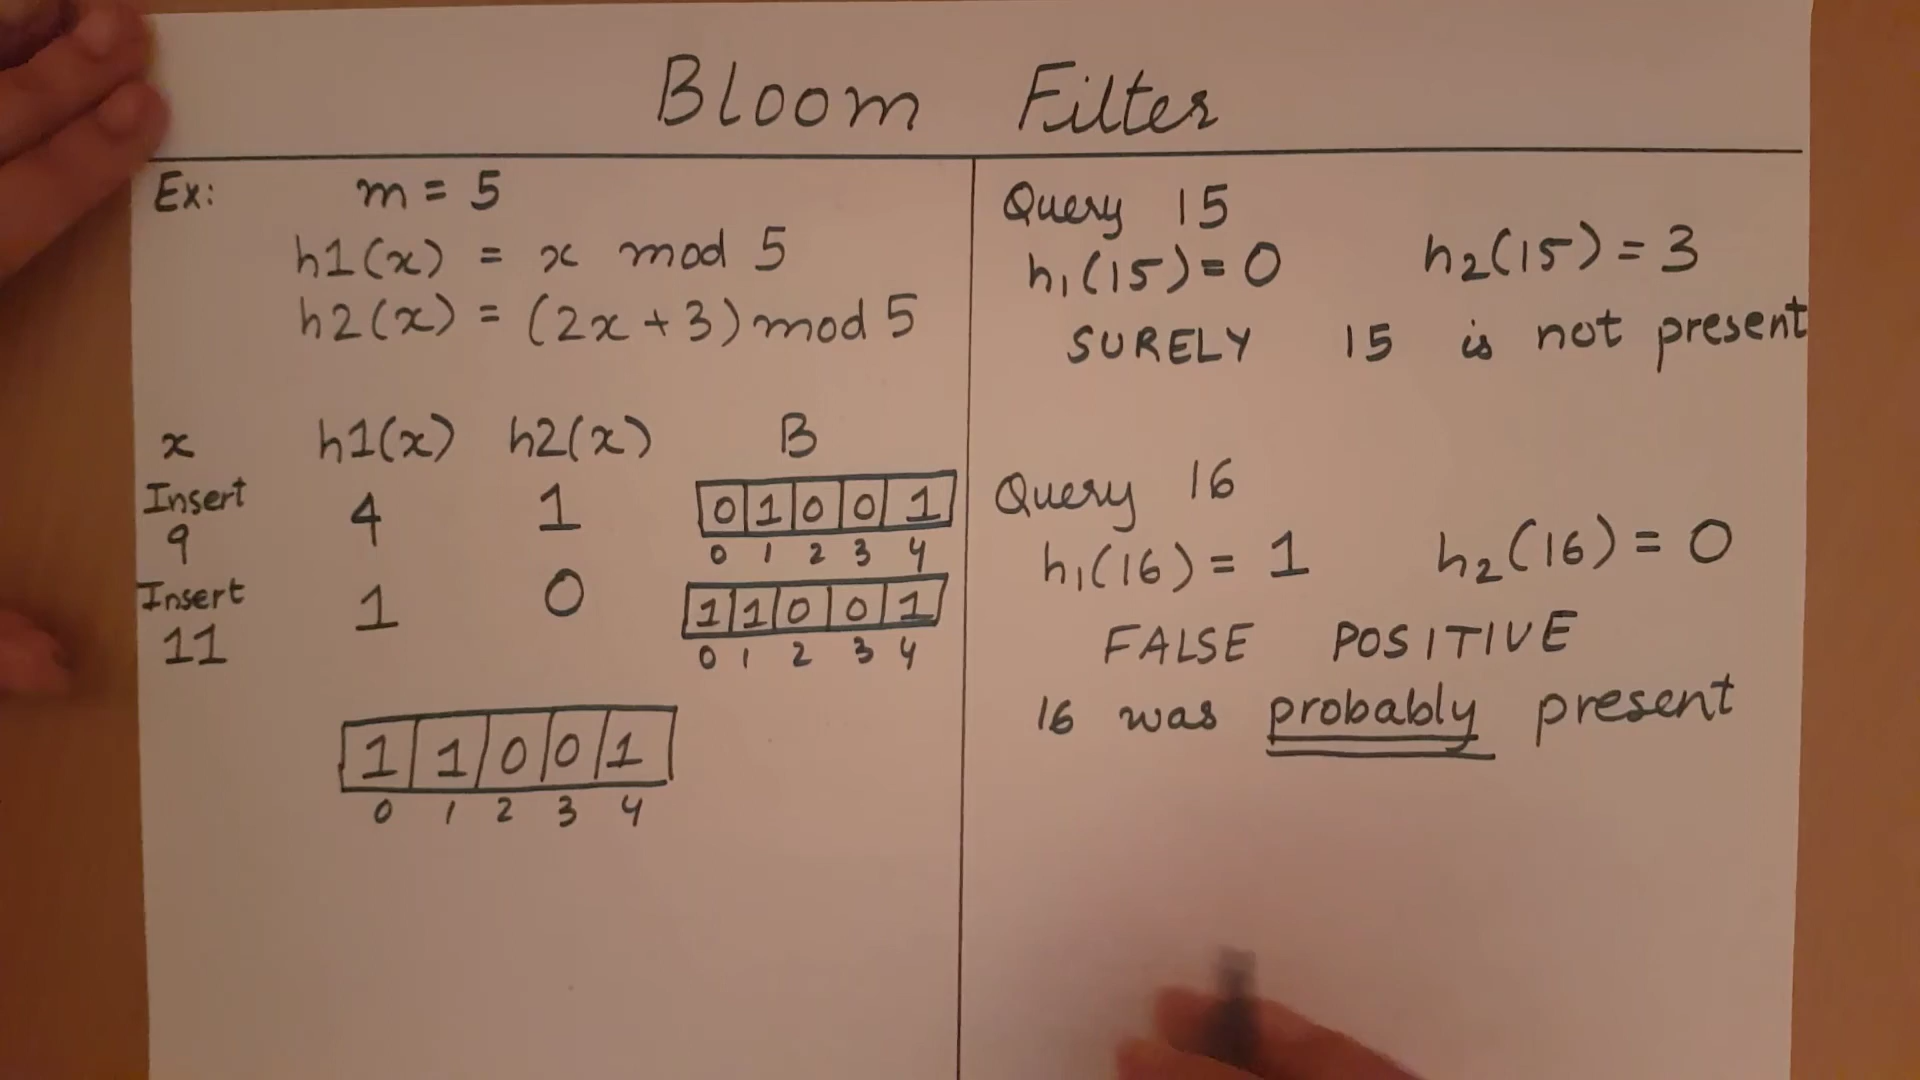 Bloom Filter
Ex: m = 5
h1(x) = x mod 5
h2(x) = (2x + 3) mod 5
x h1(x) h2(x) B
Insert 9 4 1 0 1 0 0 1
0 1 2 3 4
Insert 11 1 0 1 1 0 0 1
0 1 2 3 4
1 1 0 0 1
0 1 2 3 4
Query 15
h₁(15) = 0 h₂(15) = 3
SURELY 15 is not present
Query 16
h₁(16) = 1 h₂(16) = 0
FALSE POSITIVE
16 was probably present